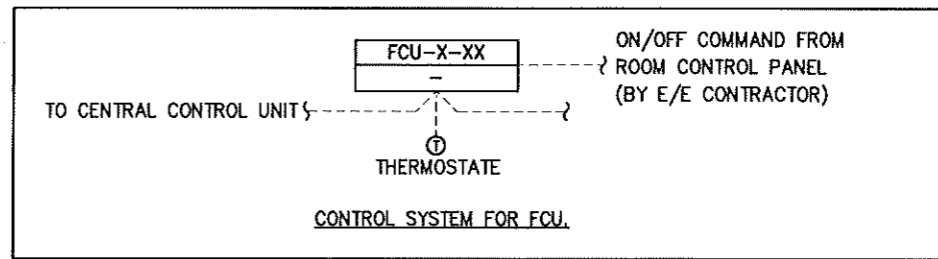 FCU-X-XX
-
ON/OFF COMMAND FROM
ROOM CONTROL PANEL
(BY E/E CONTRACTOR)
TO CENTRAL CONTROL UNIT
T
THERMOSTATE
CONTROL SYSTEM FOR FCU.